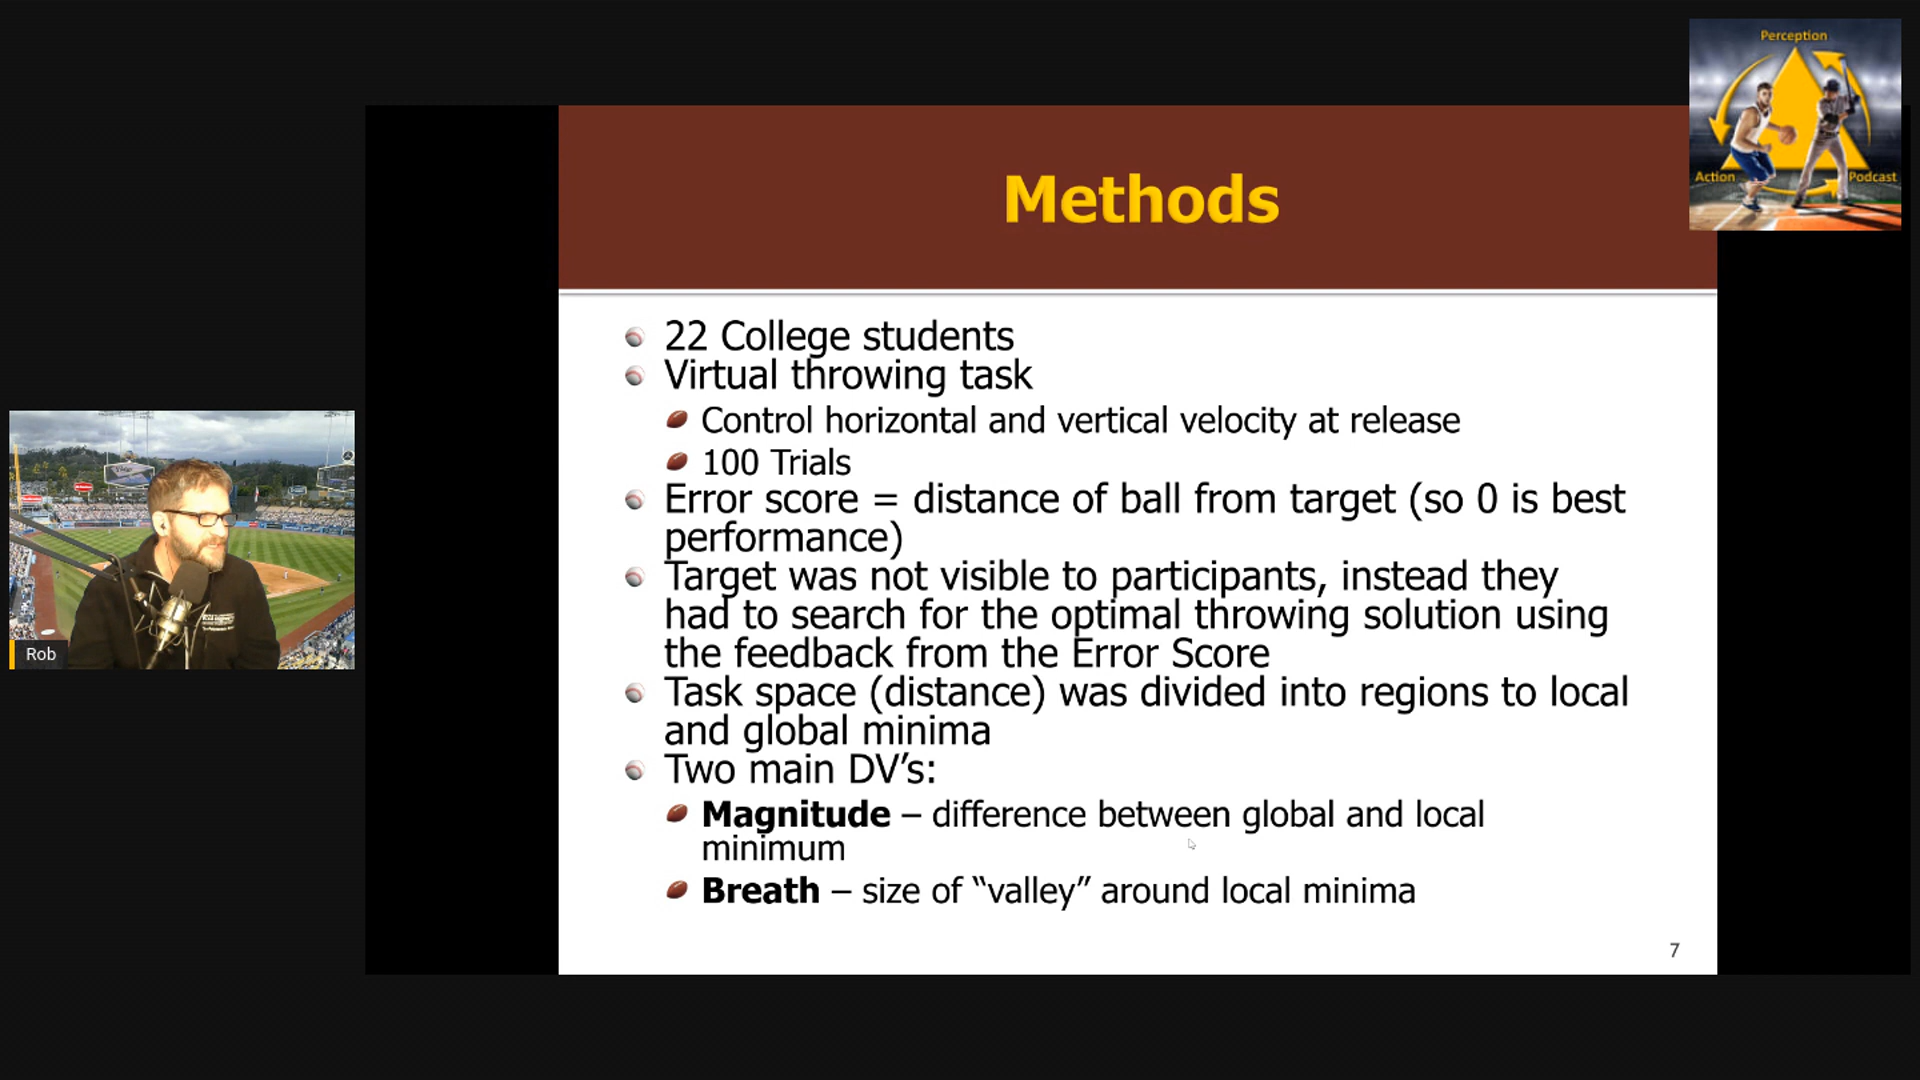 Perception
Action
Podcast
Methods
22 College students
Virtual throwing task
Control horizontal and vertical velocity at release
100 Trials
Error score = distance of ball from target (so 0 is best
performance)
Target was not visible to participants, instead they
had to search for the optimal throwing solution using
the feedback from the Error Score
Task space (distance) was divided into regions to local
and global minima
Two main DV’s:
Magnitude – difference between global and local
minimum
Breath – size of “valley” around local minima
7
Rob